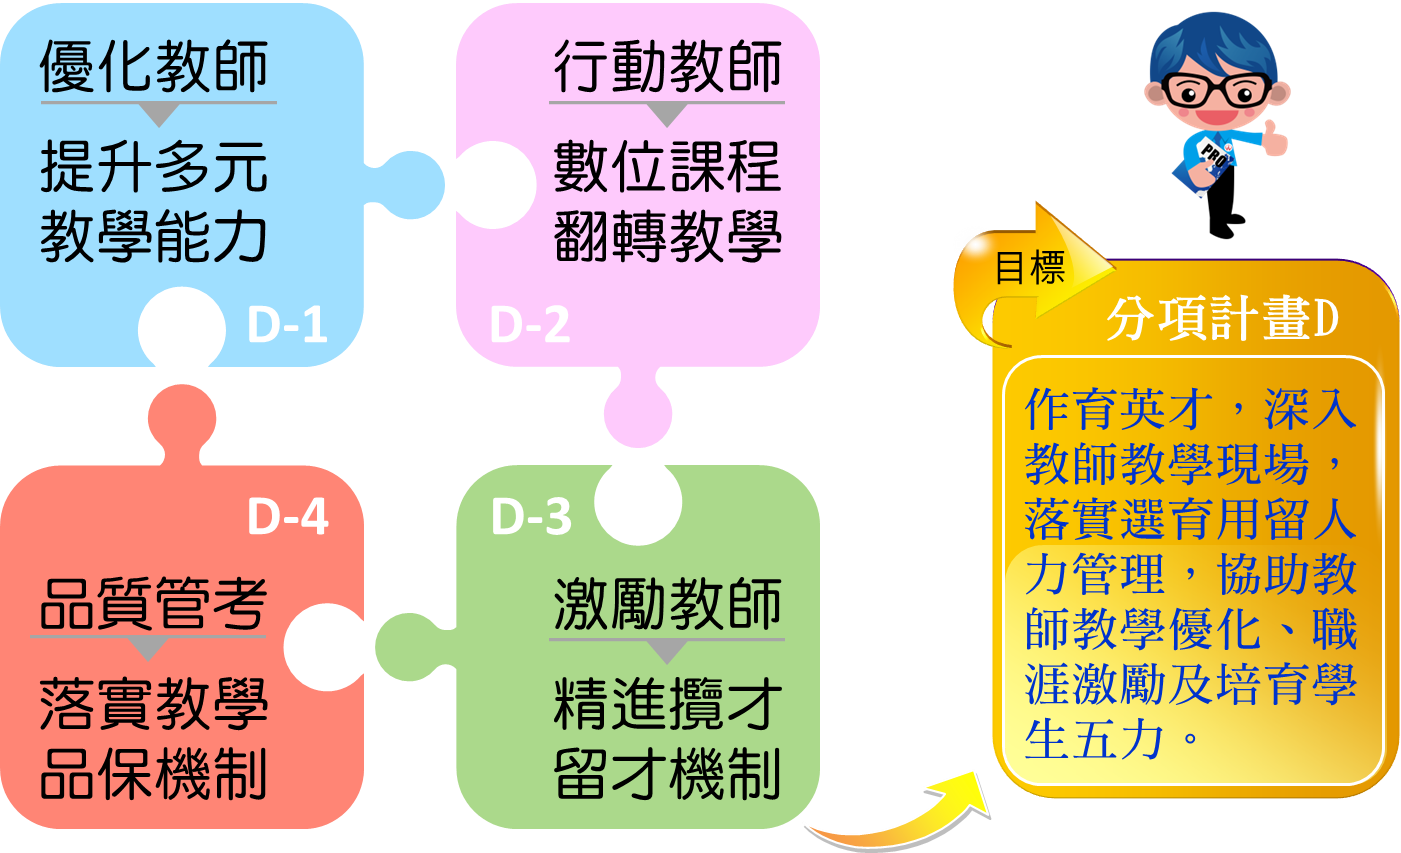 優化教師
提升多元
教學能力
D-1
行動教師
數位課程
翻轉教學
D-2
D-4
品質管考
落實教學
品保機制
D-3
激勵教師
精進攬才
留才機制
PRO
目標
分項計畫D
作育英才，深入
教師教學現場，
落實選育用留人
力管理，協助教
師教學優化、職
涯激勵及培育學
生五力。